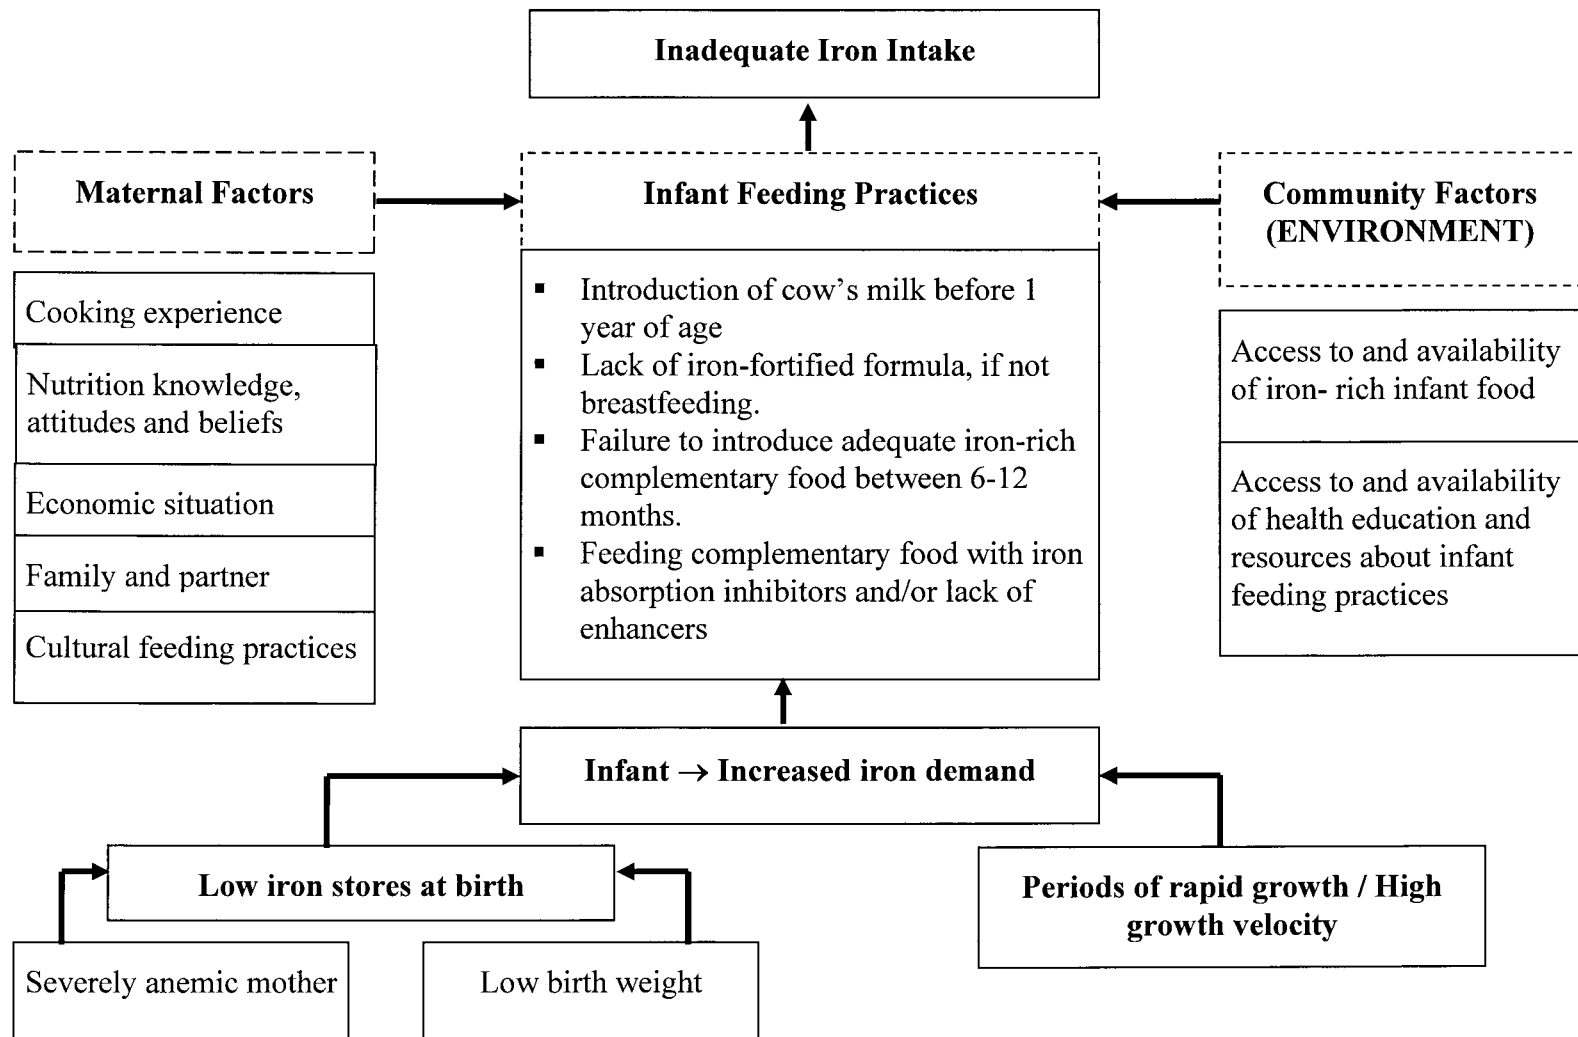 Inadequate Iron Intake
Maternal Factors
Cooking experience
Nutrition knowledge,
attitudes and beliefs
Economic situation
Family and partner
Cultural feeding practices
Infant Feeding Practices
▪ Introduction of cow’s milk before 1
year of age
▪ Lack of iron-fortified formula, if not
breastfeeding.
▪ Failure to introduce adequate iron-rich
complementary food between 6-12
months.
▪ Feeding complementary food with iron
absorption inhibitors and/or lack of
enhancers
Community Factors
(ENVIRONMENT)
Access to and availability
of iron- rich infant food
Access to and availability
of health education and
resources about infant
feeding practices
Infant → Increased iron demand
Low iron stores at birth
Severely anemic mother
Low birth weight
Periods of rapid growth / High
growth velocity